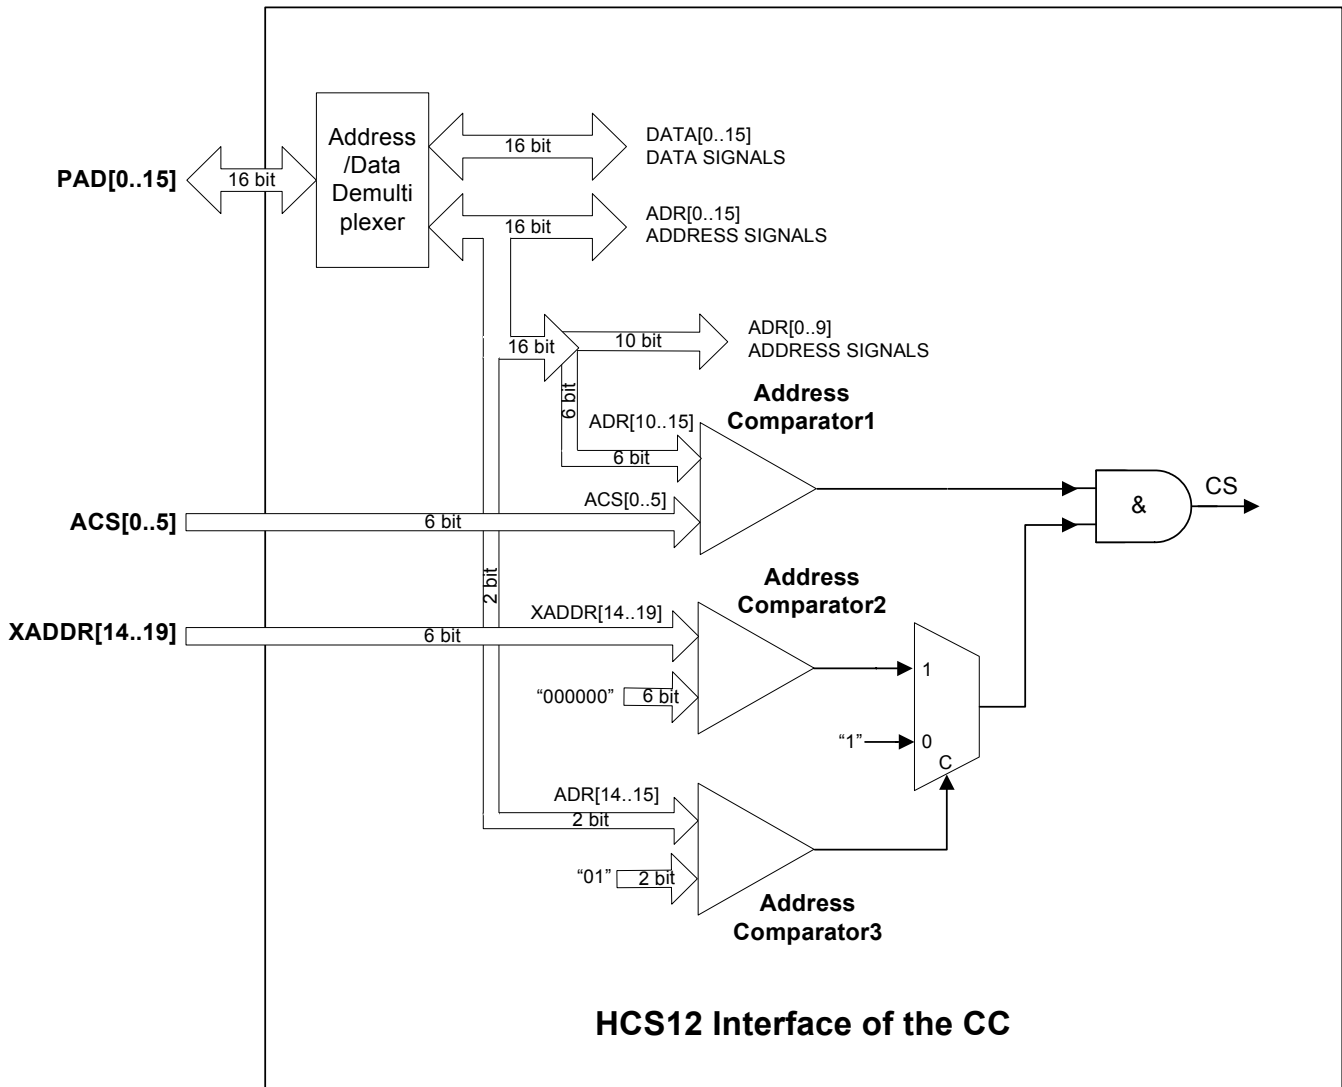 Address
/Data
Demulti
plexer
PAD[0..15]
16 bit
16 bit
DATA[0..15]
DATA SIGNALS
16 bit
ADR[0..15]
ADDRESS SIGNALS
16 bit
10 bit
ADR[0..9]
ADDRESS SIGNALS
6 bit
Address
Comparator1
ADR[10..15]
6 bit
ACS[0..5]
ACS[0..5]
6 bit
&
CS
2 bit
Address
Comparator2
XADDR[14..19]
XADDR[14..19]
6 bit
“000000”
6 bit
1
“1”
0
C
ADR[14..15]
2 bit
“01”
2 bit
Address
Comparator3
HCS12 Interface of the CC